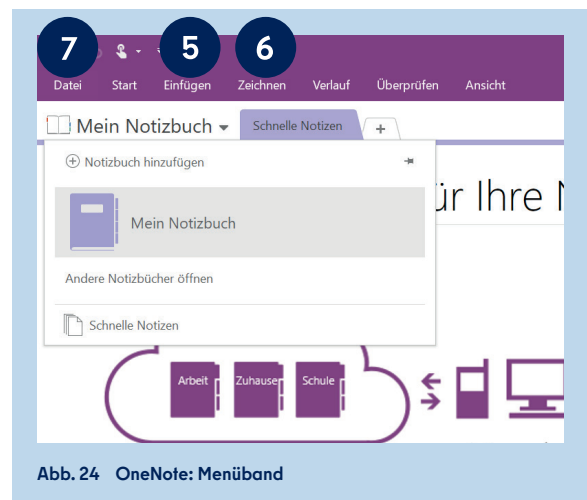 7 5 6
Datei Start Einfügen Zeichnen Verlauf Überprüfen Ansicht
Mein Notizbuch Schnelle Notizen +
Notizbuch hinzufügen
ür Ihre N
Mein Notizbuch
Andere Notizbücher öffnen
Schnelle Notizen
Arbeit Zuhause Schule
Abb. 24 OneNote: Menüband